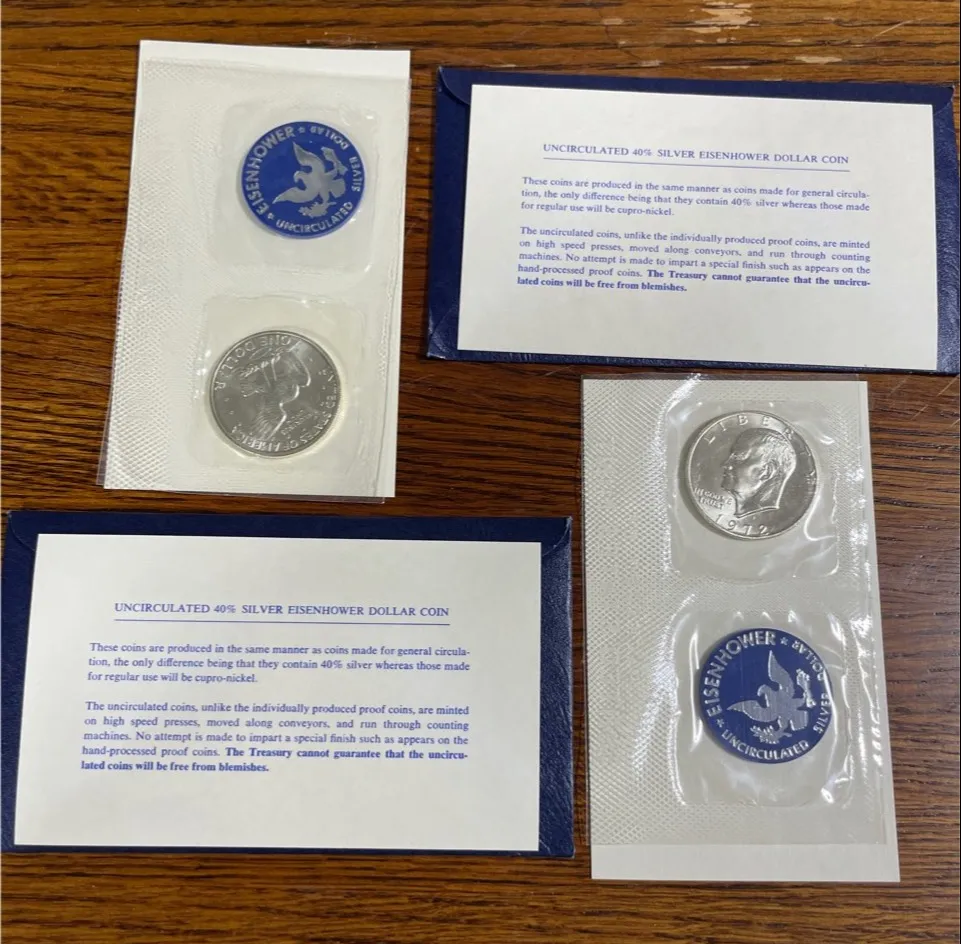 EISENHOWER ★ DOLLAR SILVER
★ UNCIRCULATED
ONE DOLLAR
UNITED STATES OF AMERICA
UNCIRCULATED 40% SILVER EISENHOWER DOLLAR COIN
These coins are produced in the same manner as coins made for general circula-
tion, the only difference being that they contain 40% silver whereas those made
for regular use will be cupro-nickel.
The uncirculated coins, unlike the individually produced proof coins, are minted
on high speed presses, moved along conveyors, and run through counting
machines. No attempt is made to impart a special finish such as appears on the
hand-processed proof coins. The Treasury cannot guarantee that the uncircu-
lated coins will be free from blemishes.
LIBERTY
IN GOD WE
TRUST
1972
EISENHOWER ★ DOLLAR SILVER
★ UNCIRCULATED
UNCIRCULATED 40% SILVER EISENHOWER DOLLAR COIN
These coins are produced in the same manner as coins made for general circula-
tion, the only difference being that they contain 40% silver whereas those made
for regular use will be cupro-nickel.
The uncirculated coins, unlike the individually produced proof coins, are minted
on high speed presses, moved along conveyors, and run through counting
machines. No attempt is made to impart a special finish such as appears on the
hand-processed proof coins. The Treasury cannot guarantee that the uncircu-
lated coins will be free from blemishes.